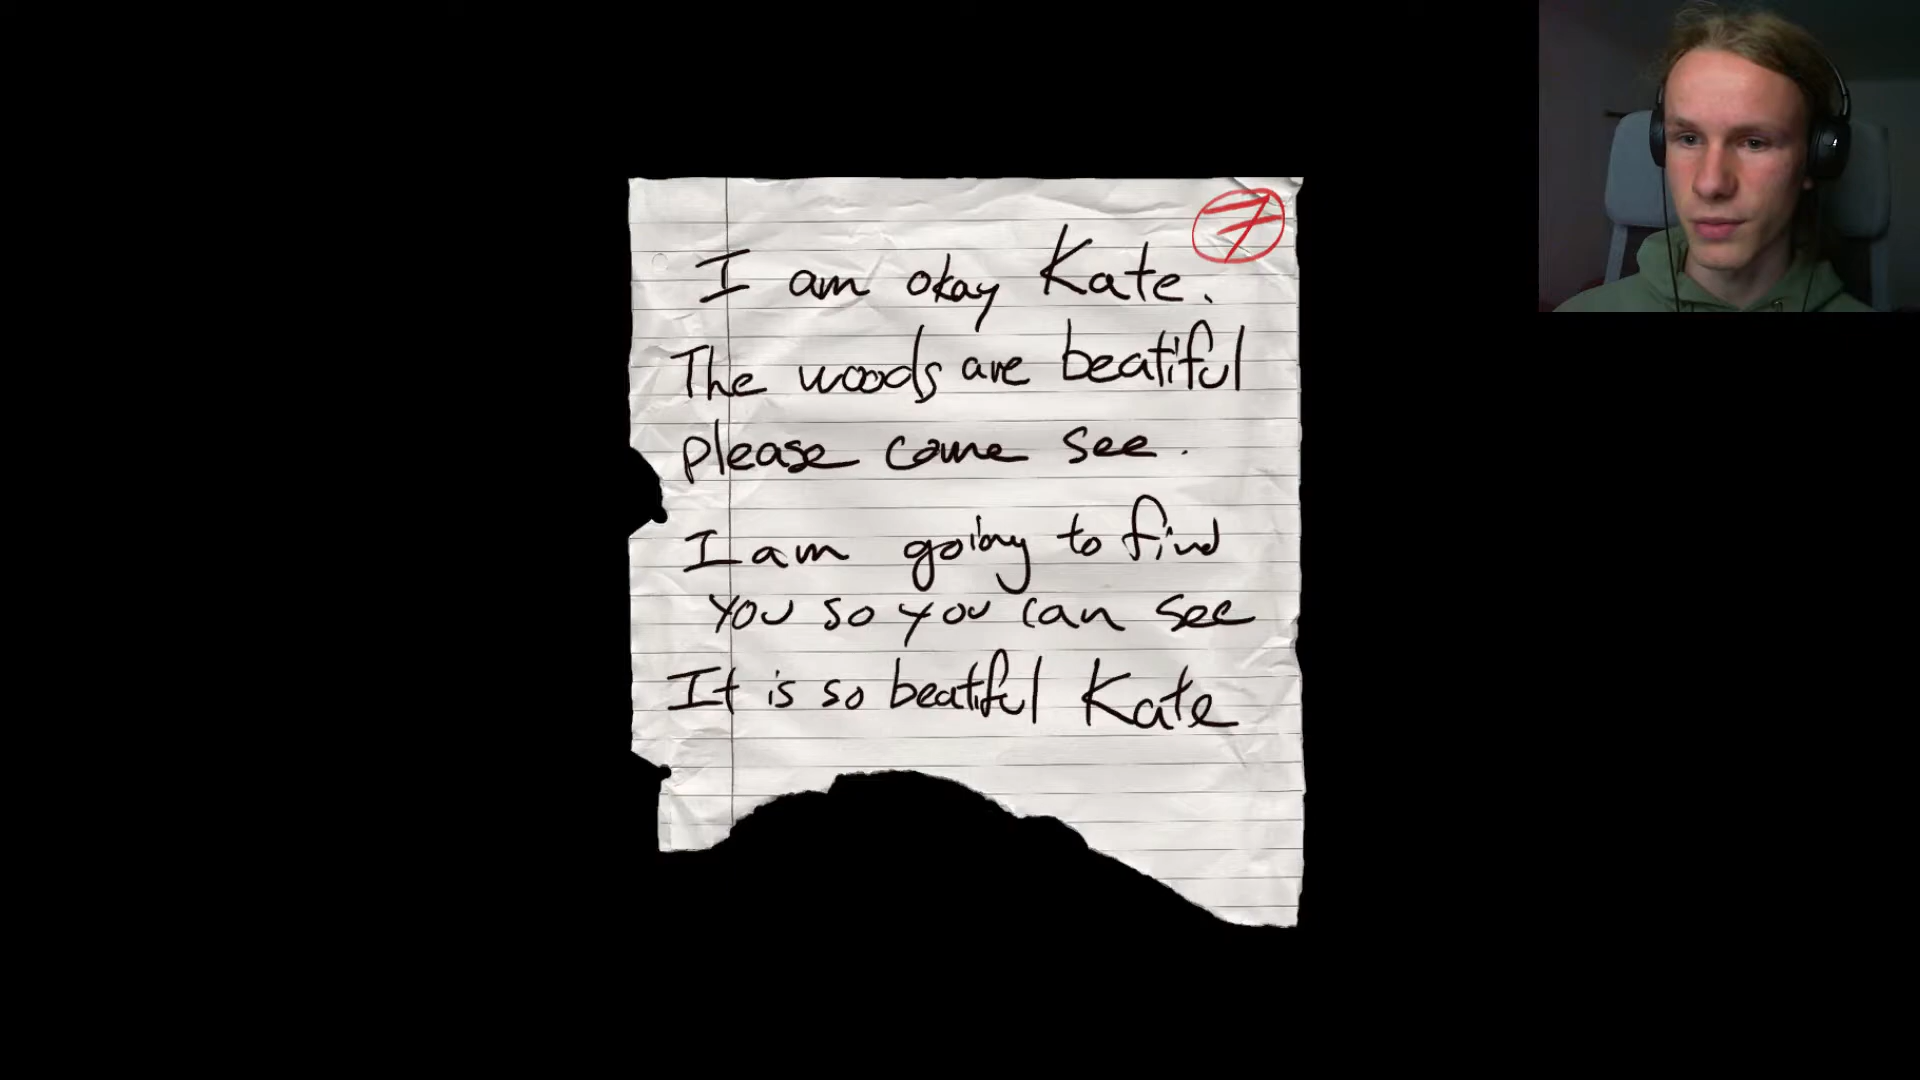 7
I am okay Kate.
The woods are beatiful
please come see.
I am going to find
you so you can see
It is so beatiful Kate